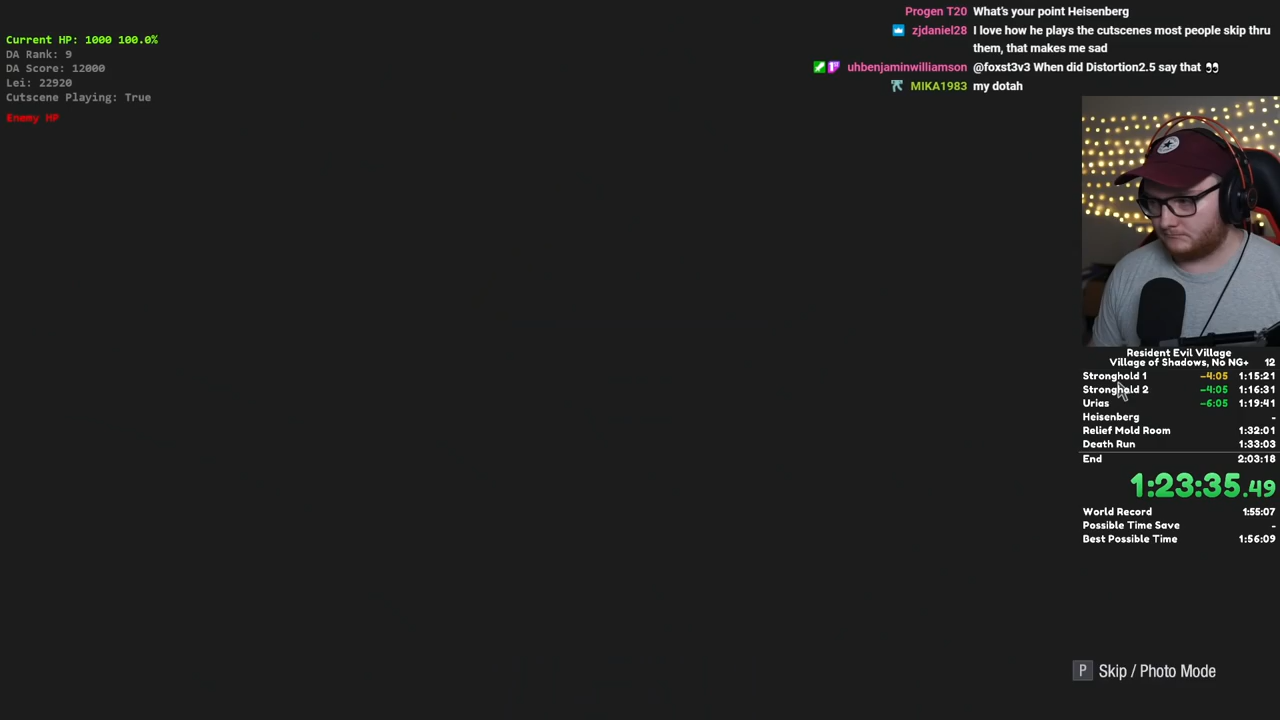 Current HP: 1000 100.0%
DA Rank: 9
DA Score: 12000
Lei: 22920
Cutscene Playing: True
Enemy HP
Progen T20 What's your point Heisenberg
zjdaniel28 I love how he plays the cutscenes most people skip thru
them, that makes me sad
uhbenjaminwilliamson @foxst3v3 When did Distortion2.5 say that 👀
MIKA1983 my dotah
Resident Evil Village
Village of Shadows, No NG+ 12
Stronghold 1 -4:05 1:15:21
Stronghold 2 -4:05 1:16:31
Urias -6:05 1:19:41
Heisenberg -
Relief Mold Room 1:32:01
Death Run 1:33:03
End 2:03:18
1:23:35.49
World Record 1:55:07
Possible Time Save -
Best Possible Time 1:56:09
P Skip / Photo Mode